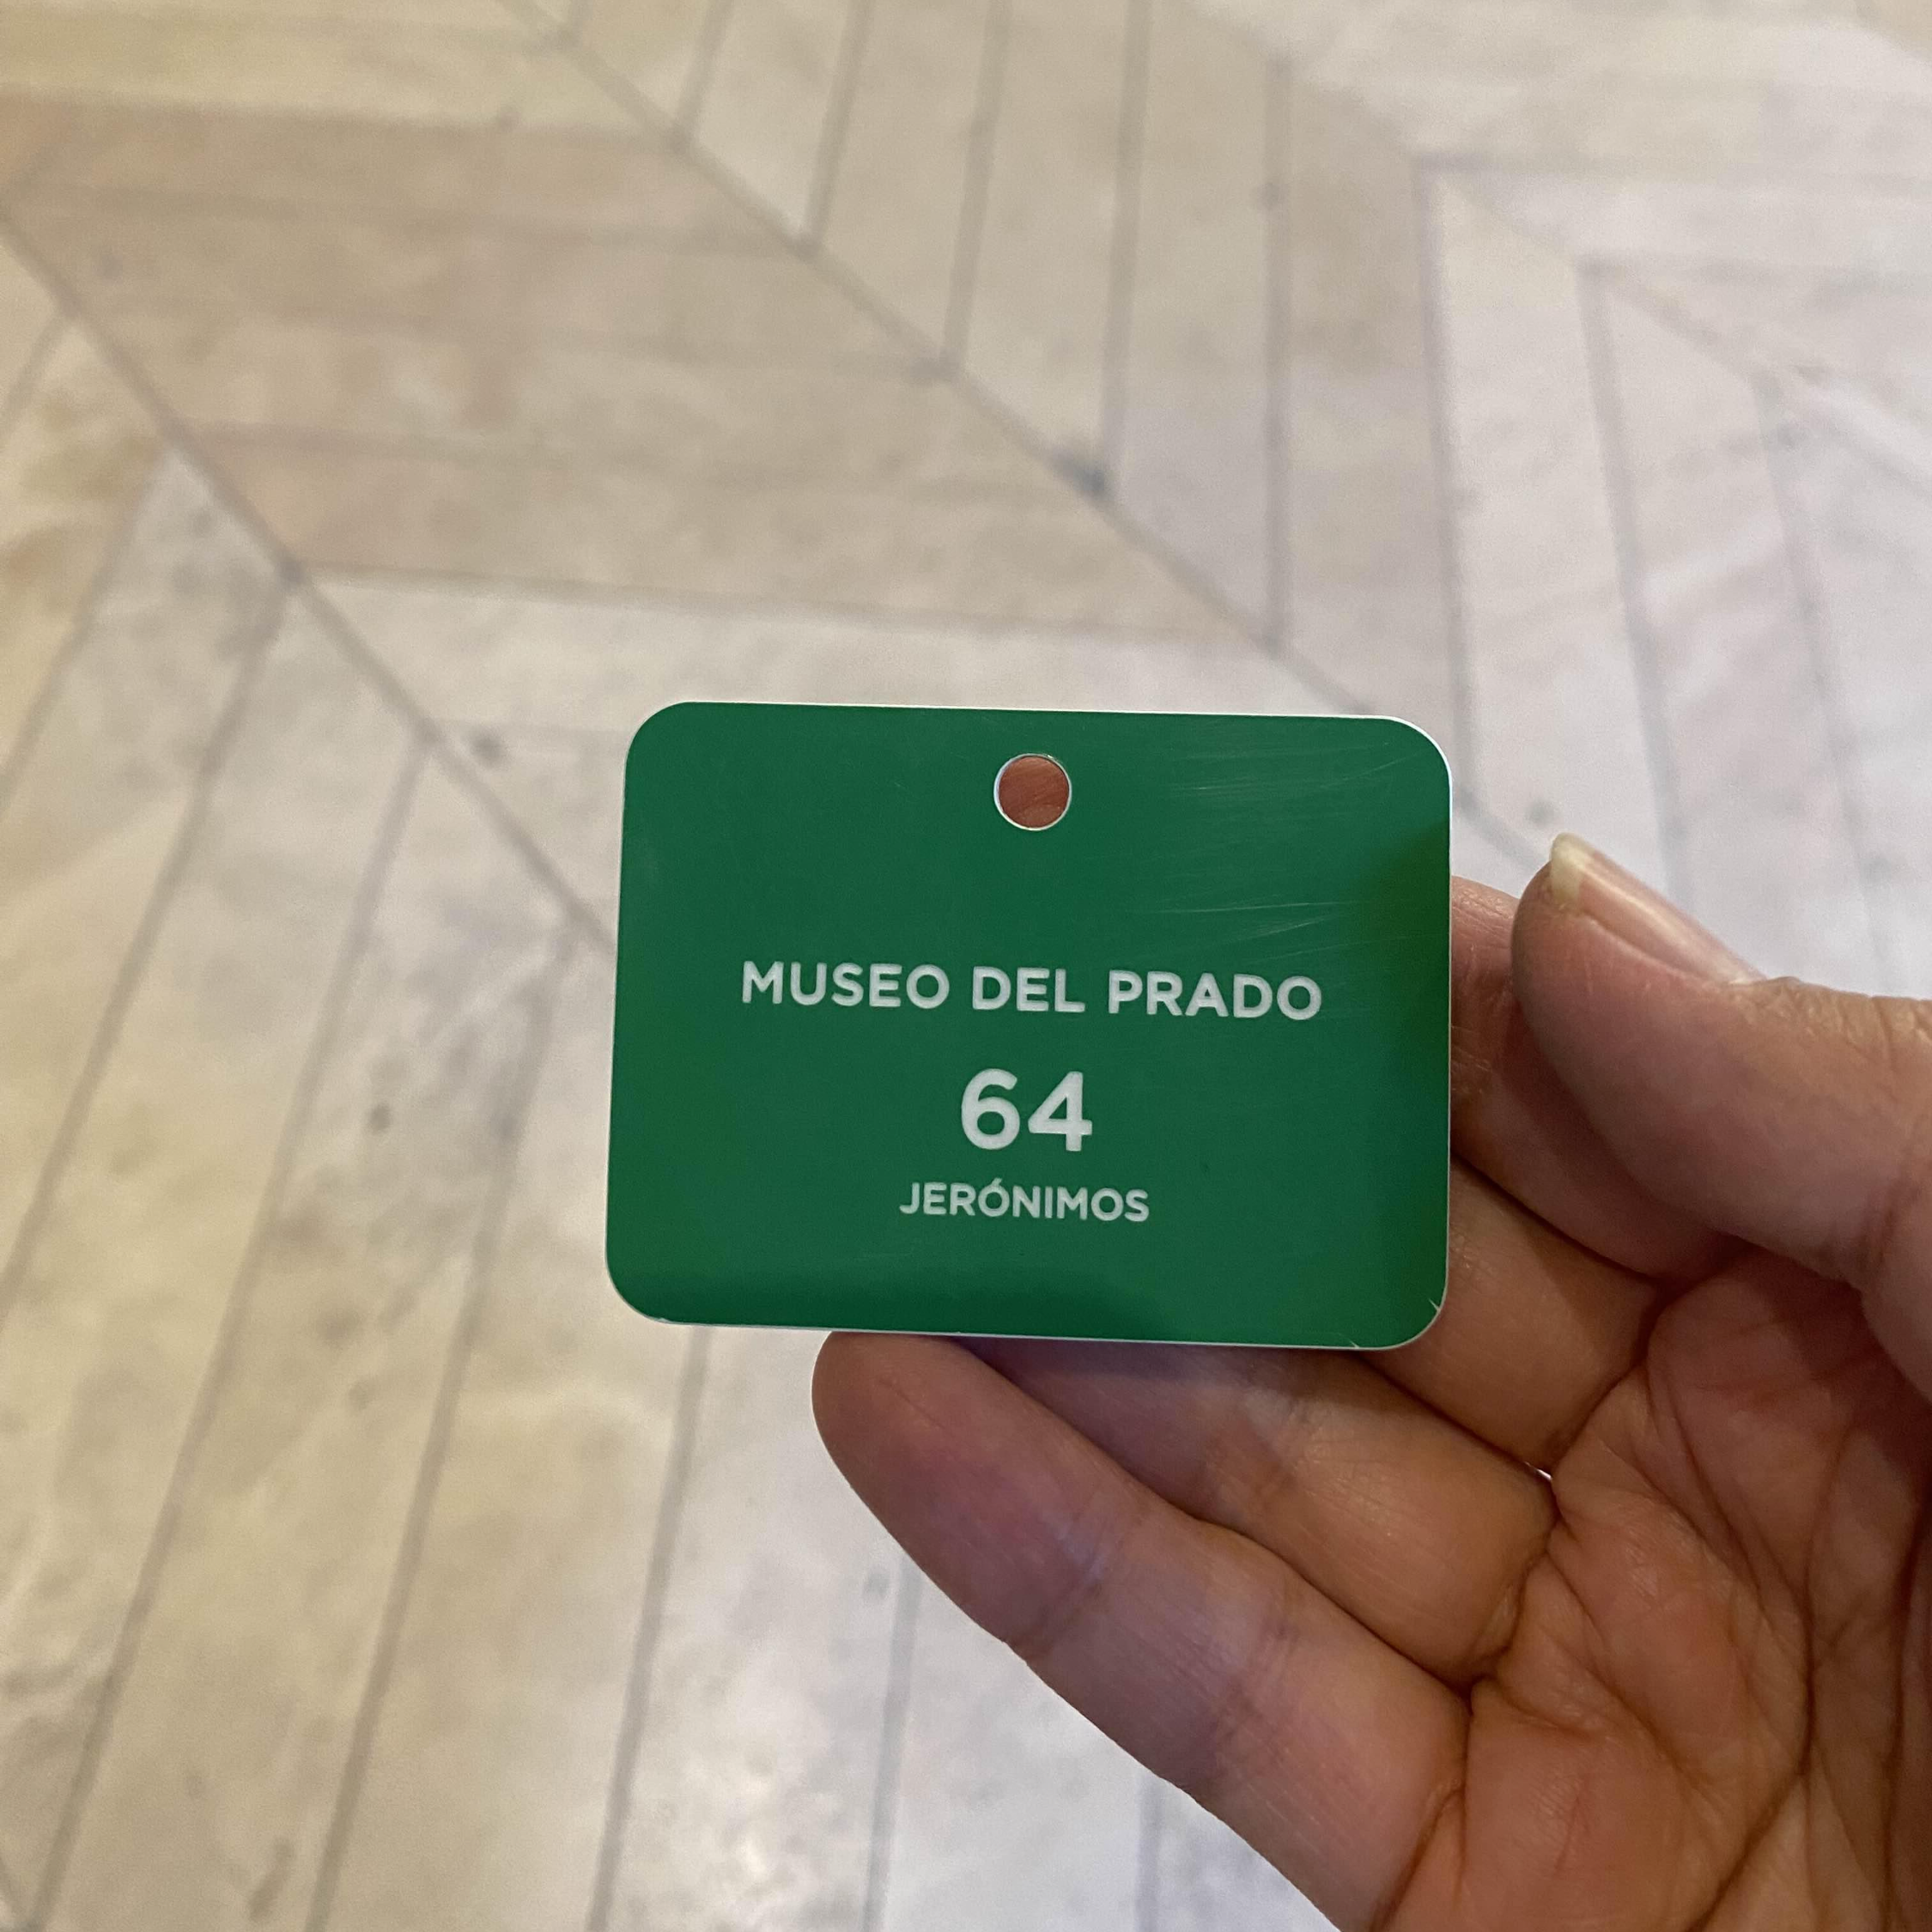 MUSEO DEL PRADO
64
JERÓNIMOS